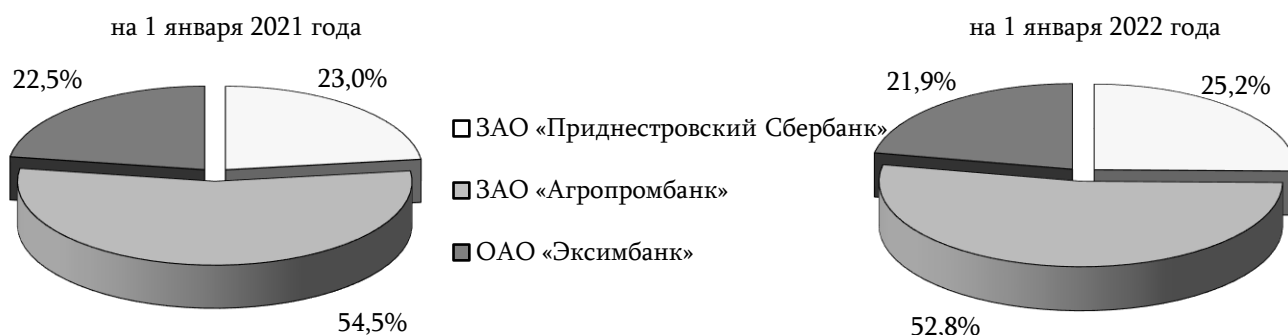 на 1 января 2021 года
22,5%
23,0%
54,5%
ЗАО «Приднестровский Сбербанк»
ЗАО «Агропромбанк»
ОАО «Эксимбанк»
на 1 января 2022 года
21,9%
25,2%
52,8%